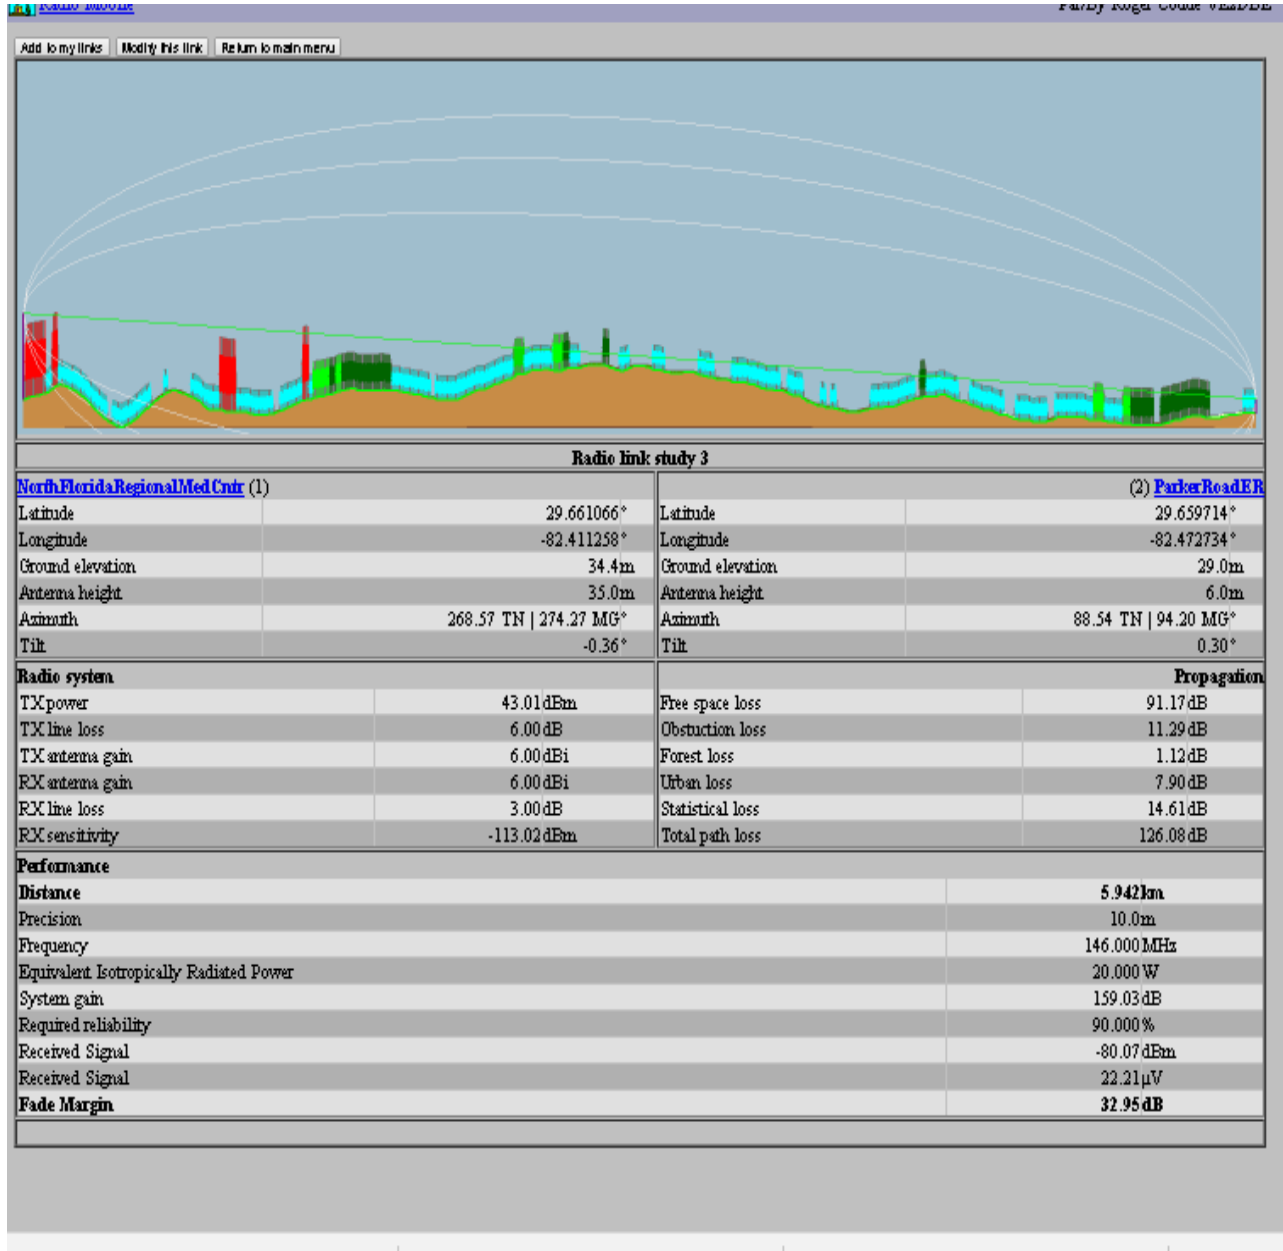 Radio Mobile Par/By Roger Coudé VE2DBE
Add to my links Modify this link Return to main menu
Radio link study 3
NorthFloridaRegionalMedCntr (1) (2) ParkerRoadER
Latitude 29.661066° Latitude 29.659714°
Longitude -82.411258° Longitude -82.472734°
Ground elevation 34.4m Ground elevation 29.0m
Antenna height 35.0m Antenna height 6.0m
Azimuth 268.57 TN | 274.27 MG° Azimuth 88.54 TN | 94.20 MG°
Tilt -0.36° Tilt 0.30°
Radio system Propagation
TX power 43.01dBm Free space loss 91.17dB
TX line loss 6.00dB Obstuction loss 11.29dB
TX antenna gain 6.00dBi Forest loss 1.12dB
RX antenna gain 6.00dBi Urban loss 7.90dB
RX line loss 3.00dB Statistical loss 14.61dB
RX sensitivity -113.02dBm Total path loss 126.08dB
Performance
Distance 5.942km
Precision 10.0m
Frequency 146.000MHz
Equivalent Isotropically Radiated Power 20.000W
System gain 159.03dB
Required reliability 90.000%
Received Signal -80.07dBm
Received Signal 22.21µV
Fade Margin 32.95dB